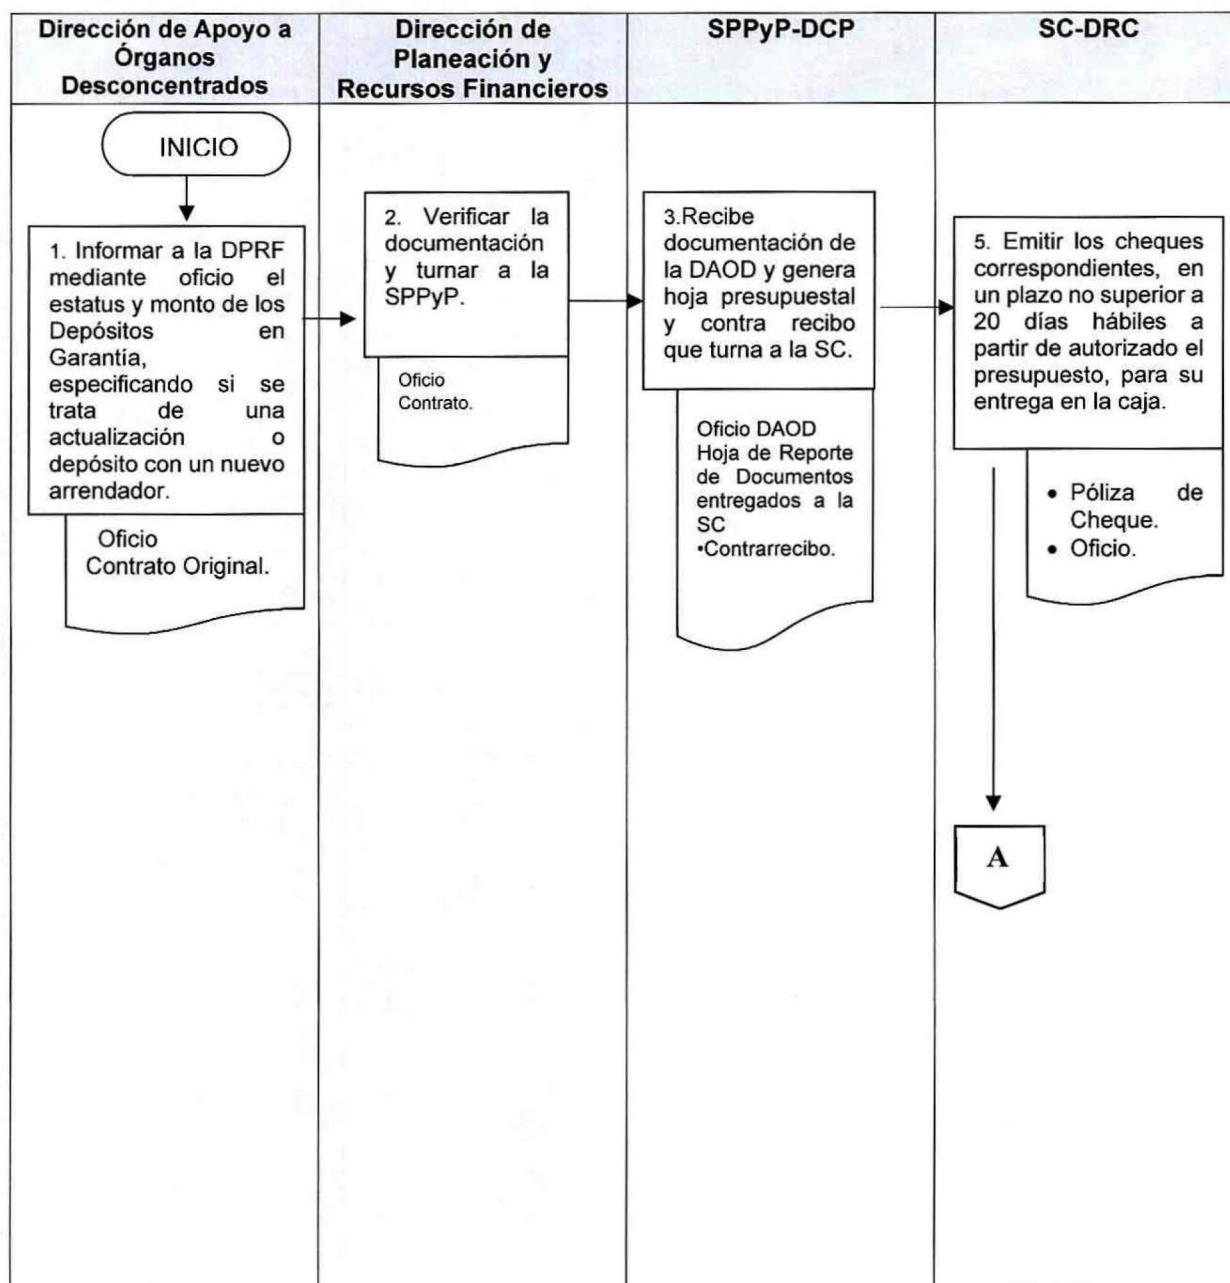 Dirección de Apoyo a
Órganos
Desconcentrados
Dirección de
Planeación y
Recursos Financieros
SPPyP-DCP
SC-DRC
INICIO
1. Informar a la DPRF
mediante oficio el
estatus y monto de los
Depósitos en
Garantía,
especificando si se
trata de una
actualización o
depósito con un nuevo
arrendador.
Oficio
Contrato Original.
2. Verificar la
documentación
y turnar a la
SPPyP.
Oficio
Contrato.
3.Recibe
documentación de
la DAOD y genera
hoja presupuestal
y contra recibo
que turna a la SC.
Oficio DAOD
Hoja de Reporte
de Documentos
entregados a la
SC
•Contrarrecibo.
5. Emitir los cheques
correspondientes, en
un plazo no superior a
20 días hábiles a
partir de autorizado el
presupuesto, para su
entrega en la caja.
• Póliza de
Cheque.
• Oficio.
A